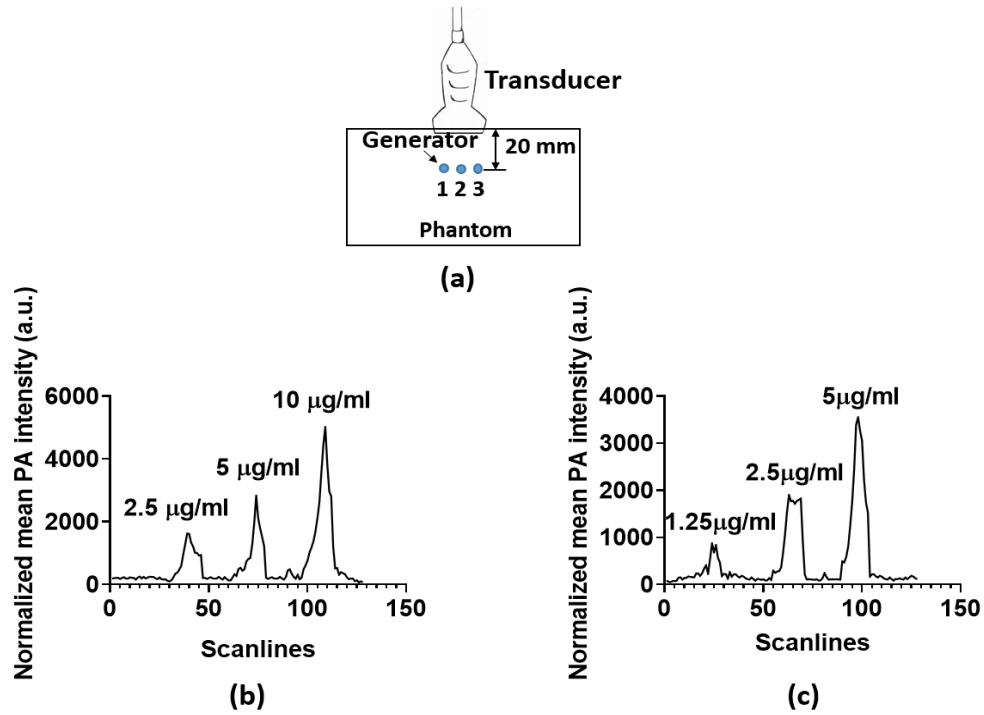 Transducer
Generator
20 mm
1 2 3
Phantom
(a)
Normalized mean PA intensity (a.u.)
6000
4000
2000
0
0 50 100 150
2.5 μg/ml
5 μg/ml
10 μg/ml
Scanlines
(b)
Normalized mean PA intensity (a.u.)
4000
3000
2000
1000
0
0 50 100 150
1.25μg/ml
2.5μg/ml
5μg/ml
Scanlines
(c)